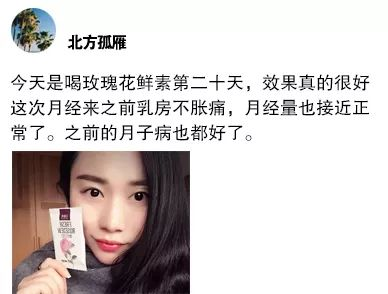 北方孤雁
今天是喝玫瑰花鲜素第二十天，效果真的很好
这次月经来之前乳房不胀痛，月经量也接近正
常了。之前的月子病也都好了。